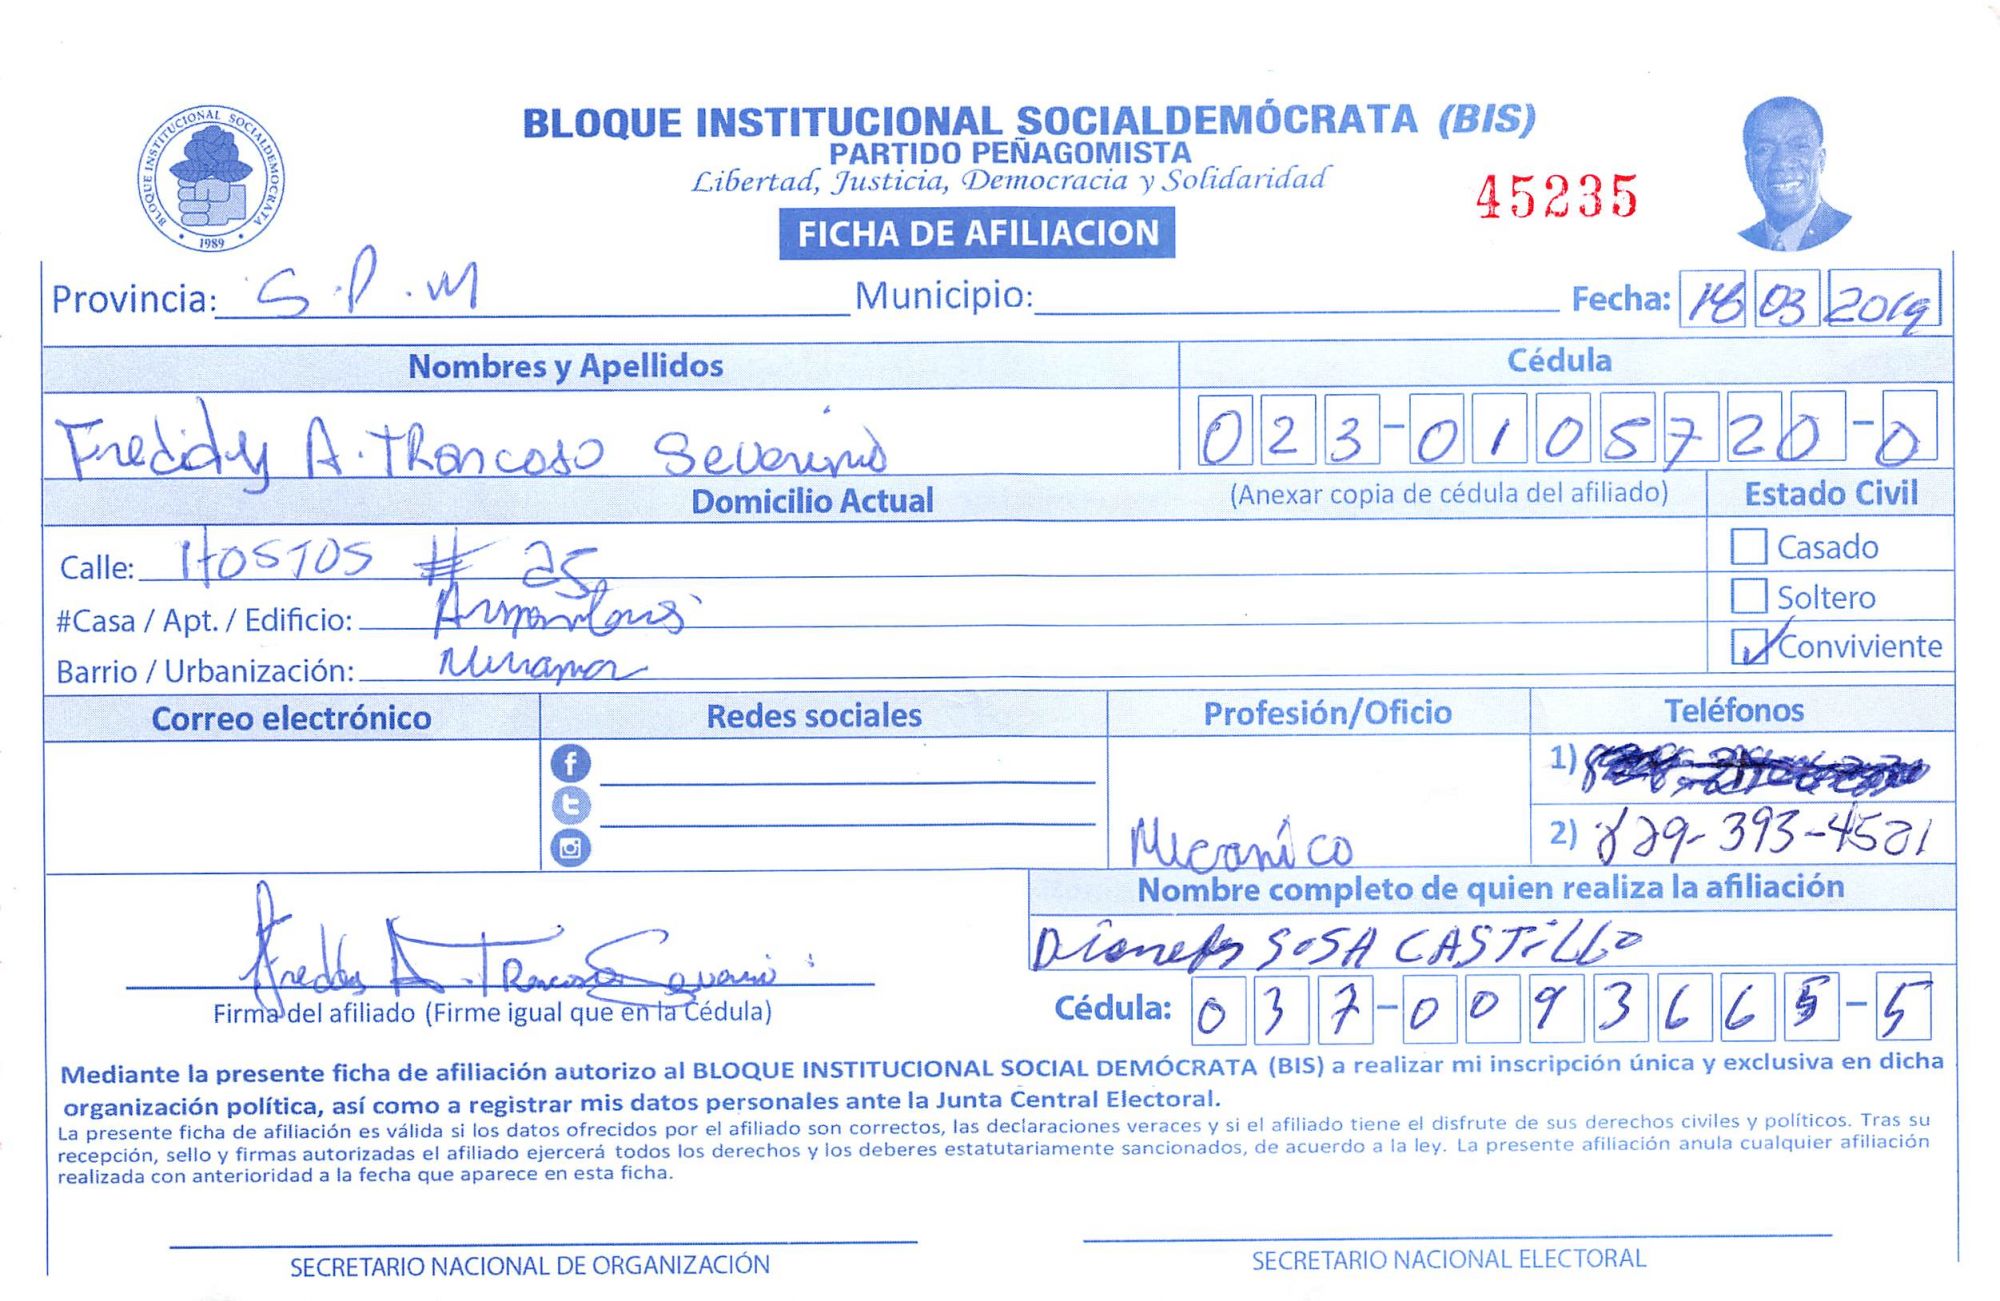 BLOQUE INSTITUCIONAL SOCIALDEMÓCRATA (BIS)
PARTIDO PEÑAGOMISTA
Libertad, Justicia, Democracia y Solidaridad
45235
FICHA DE AFILIACION
BLOQUE INSTITUCIONAL SOCIALDEMOCRATA
1989
Provincia: S.P.M Municipio: Fecha: 03 2019
Nombres y Apellidos Cédula
Freddy A. Troncoso Severino 023-0105720-0
Domicilio Actual (Anexar copia de cédula del afiliado) Estado Civil
Calle: Hostos # 25 Casado
#Casa / Apt. / Edificio: Soltero
Barrio / Urbanización: Miramar Conviviente
Correo electrónico Redes sociales Profesión/Oficio Teléfonos
1)
Mecanico 2) 829-393-4521
Nombre completo de quien realiza la afiliación
SOSA CASTILLO
Freddy A. Troncoso Severino
Firma del afiliado (Firme igual que en la Cédula) Cédula: 037-0093665-5
Mediante la presente ficha de afiliación autorizo al BLOQUE INSTITUCIONAL SOCIAL DEMÓCRATA (BIS) a realizar mi inscripción única y exclusiva en dicha
organización política, así como a registrar mis datos personales ante la Junta Central Electoral.
La presente ficha de afiliación es válida si los datos ofrecidos por el afiliado son correctos, las declaraciones veraces y si el afiliado tiene el disfrute de sus derechos civiles y políticos. Tras su
recepción, sello y firmas autorizadas el afiliado ejercerá todos los derechos y los deberes estatutariamente sancionados, de acuerdo a la ley. La presente afiliación anula cualquier afiliación
realizada con anterioridad a la fecha que aparece en esta ficha.
SECRETARIO NACIONAL DE ORGANIZACIÓN SECRETARIO NACIONAL ELECTORAL